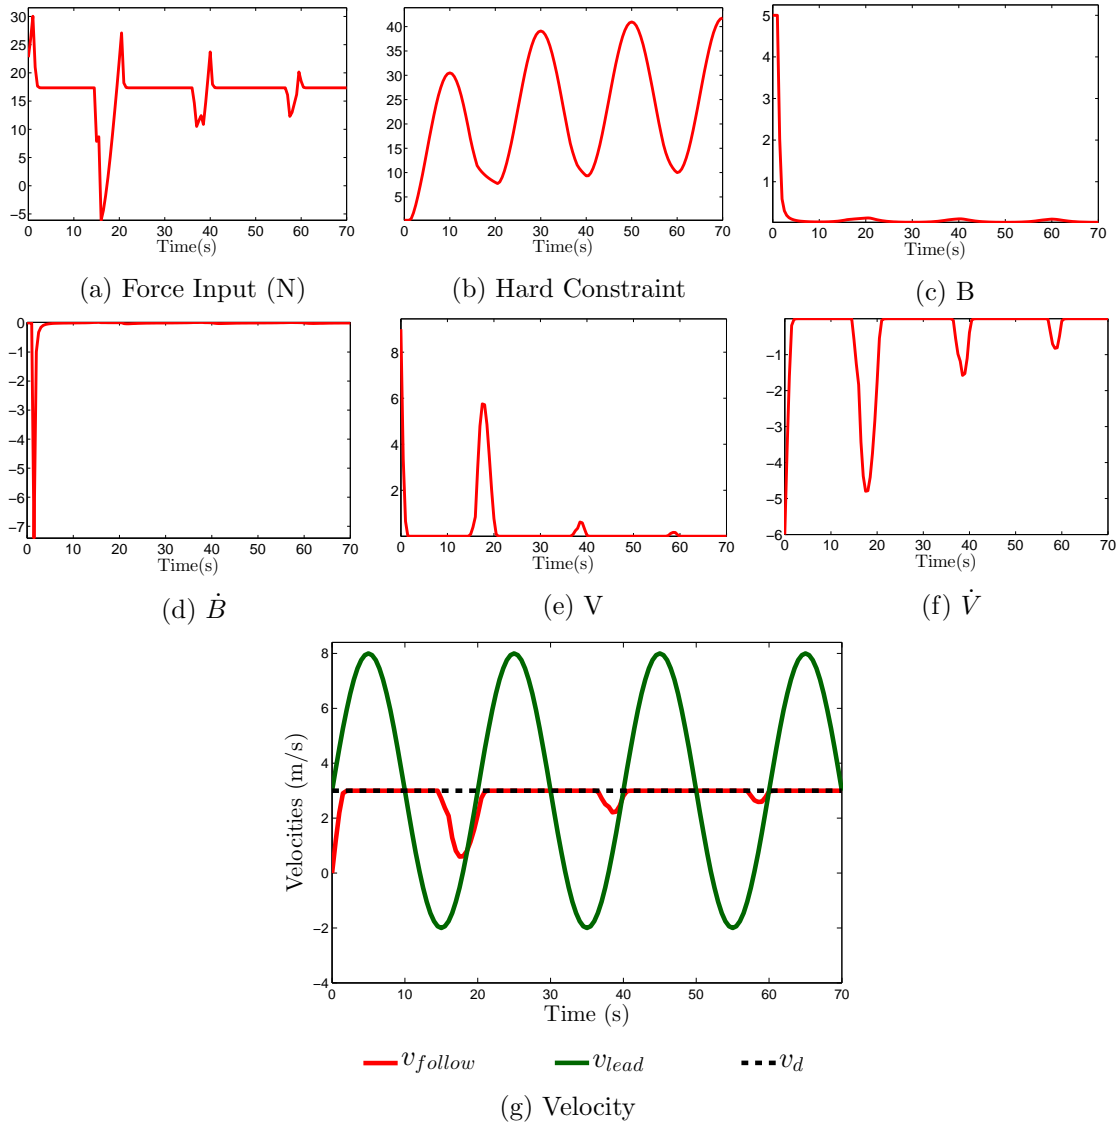 30
25
20
15
10
5
0
−5
0 10 20 30 40 50 60 70
Time(s)
(a) Force Input (N)
40
35
30
25
20
15
10
5
0 10 20 30 40 50 60 70
Time(s)
(b) Hard Constraint
5
4
3
2
1
10 20 30 40 50 60 70
Time(s)
(c) B
0
−1
−2
−3
−4
−5
−6
−7
0 10 20 30 40 50 60 70
Time(s)
(d) Ḃ
8
6
4
2
0 10 20 30 40 50 60 70
Time(s)
(e) V
−1
−2
−3
−4
−5
−6
0 10 20 30 40 50 60 70
Time(s)
(f) V̇
8
6
4
2
0
−2
−4
Velocities (m/s)
0 10 20 30 40 50 60 70
Time (s)
v_follow v_lead v_d
(g) Velocity